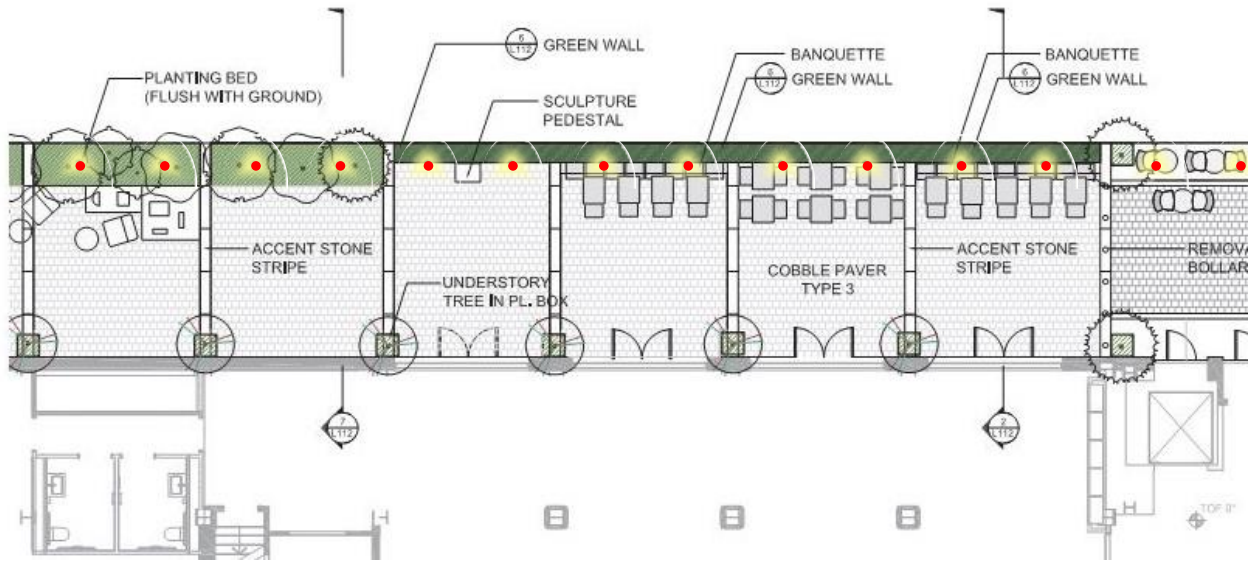 6
L112
GREEN WALL
BANQUETTE
6
L112
GREEN WALL
BANQUETTE
6
L112
GREEN WALL
PLANTING BED
(FLUSH WITH GROUND)
SCULPTURE
PEDESTAL
ACCENT STONE
STRIPE
UNDERSTORY
TREE IN PL. BOX
COBBLE PAVER
TYPE 3
ACCENT STONE
STRIPE
REMOVA
BOLLAR
7
L112
2
L112
TOP 0"